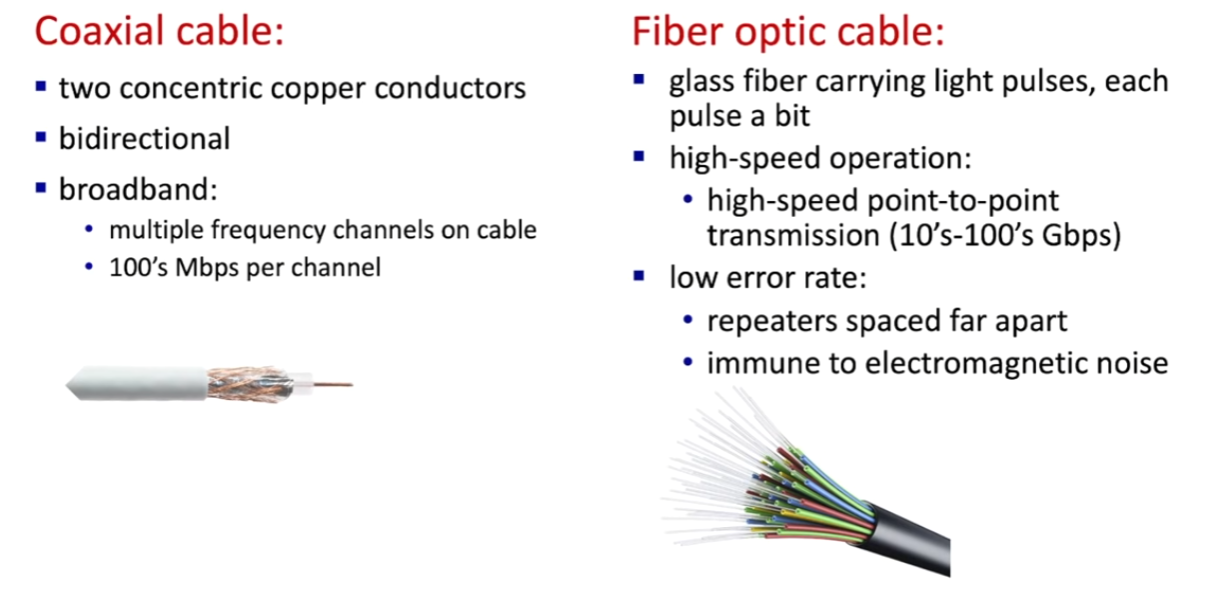 Coaxial cable:
▪ two concentric copper conductors
▪ bidirectional
▪ broadband:
• multiple frequency channels on cable
• 100’s Mbps per channel
Fiber optic cable:
▪ glass fiber carrying light pulses, each
pulse a bit
▪ high-speed operation:
• high-speed point-to-point
transmission (10’s-100’s Gbps)
▪ low error rate:
• repeaters spaced far apart
• immune to electromagnetic noise